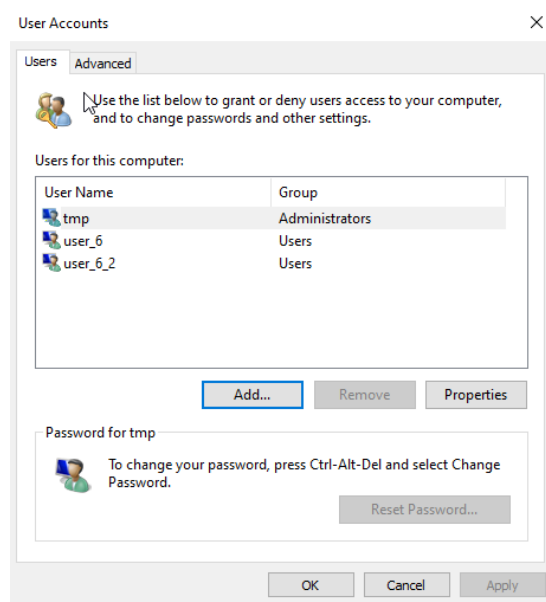 User Accounts
Users
Advanced
Use the list below to grant or deny users access to your computer,
and to change passwords and other settings.
Users for this computer:
User Name Group
tmp Administrators
user_6 Users
user_6_2 Users
Add... Remove Properties
Password for tmp
To change your password, press Ctrl-Alt-Del and select Change
Password.
Reset Password...
OK Cancel Apply